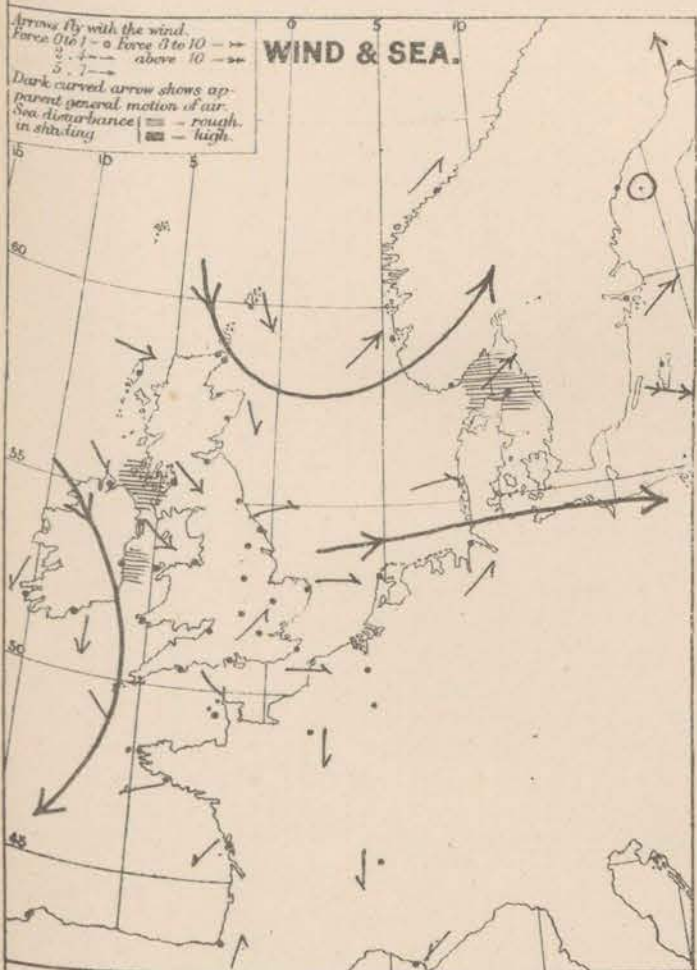 Arrows fly with the wind.
Force 0 to 1 – o Force 8 to 10 –
2 . 4 – above 10 –
5 . 7 –
WIND & SEA.
Dark curved arrow shows ap-
parent general motion of air.
Sea disturbance – rough.
in shading – high.
15 10 5 0 5 10
60
55
50
45